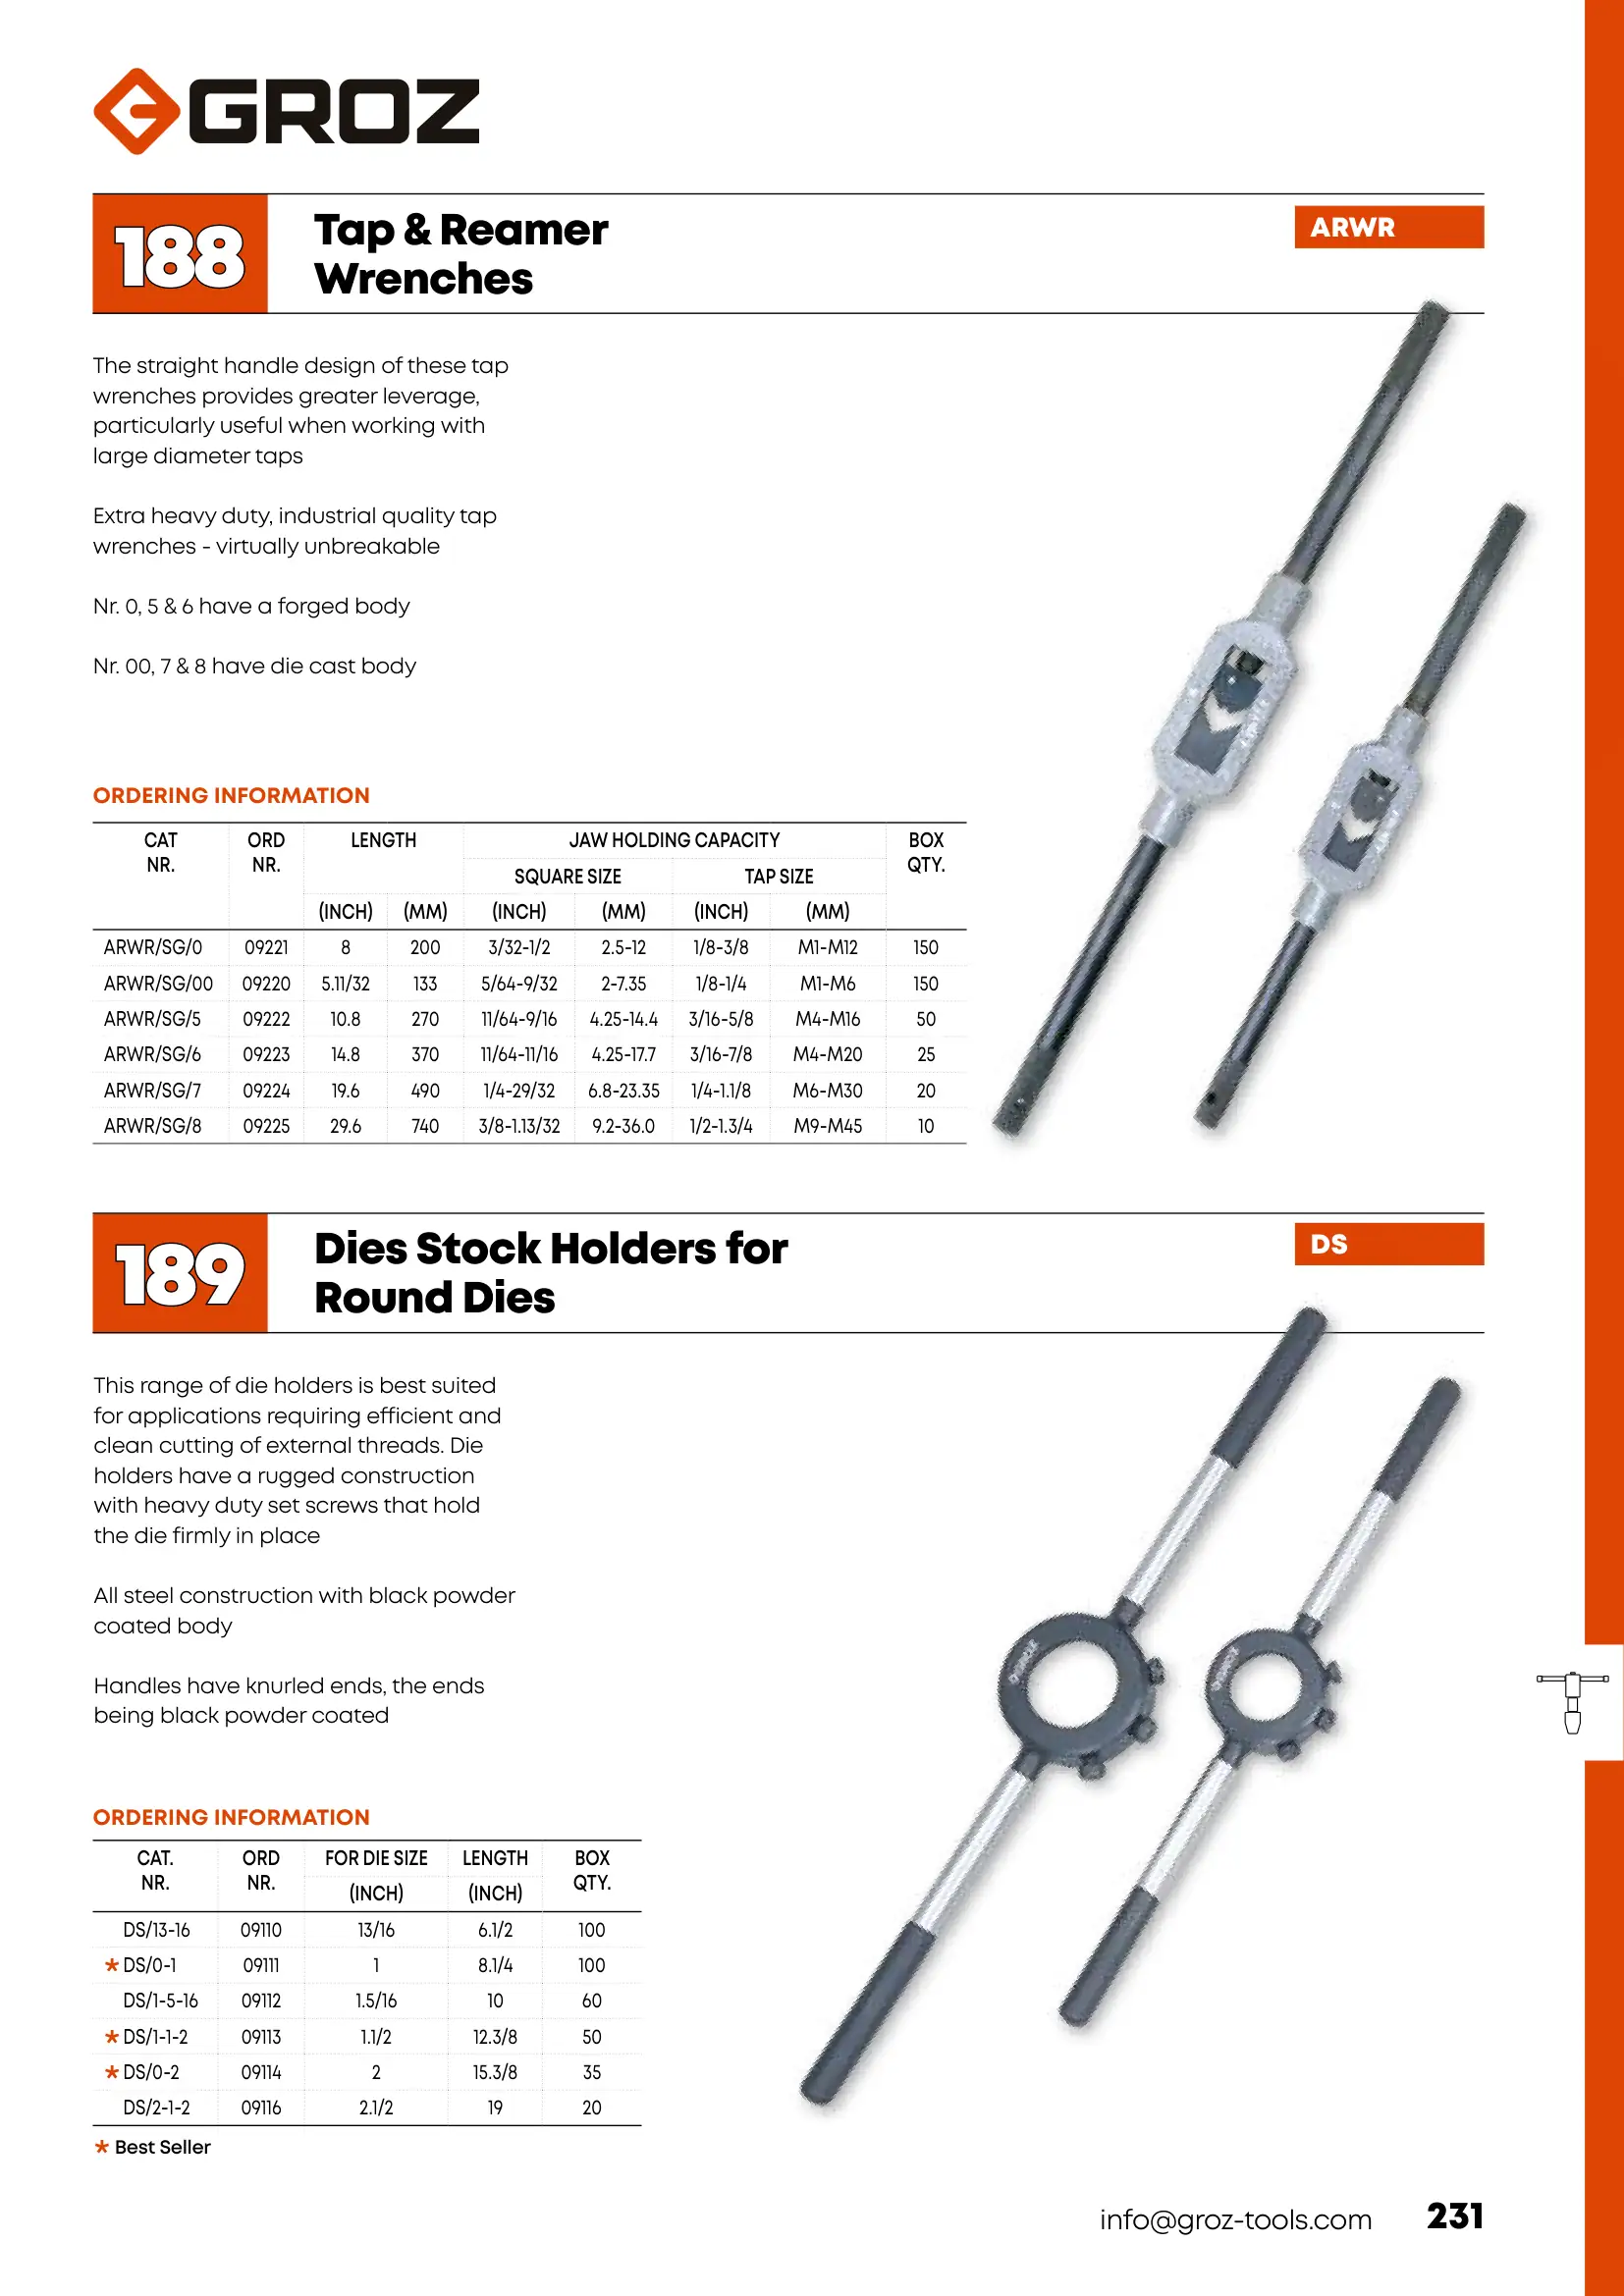 GROZ
188
Tap & Reamer
Wrenches
ARWR
The straight handle design of these tap
wrenches provides greater leverage,
particularly useful when working with
large diameter taps
Extra heavy duty, industrial quality tap
wrenches - virtually unbreakable
Nr. 0, 5 & 6 have a forged body
Nr. 00, 7 & 8 have die cast body
ORDERING INFORMATION
CAT NR. ORD NR. LENGTH JAW HOLDING CAPACITY BOX QTY.
SQUARE SIZE TAP SIZE
(INCH) (MM) (INCH) (MM) (INCH) (MM)
ARWR/SG/0 09221 8 200 3/32-1/2 2.5-12 1/8-3/8 M1-M12 150
ARWR/SG/00 09220 5.11/32 133 5/64-9/32 2-7.35 1/8-1/4 M1-M6 150
ARWR/SG/5 09222 10.8 270 11/64-9/16 4.25-14.4 3/16-5/8 M4-M16 50
ARWR/SG/6 09223 14.8 370 11/64-11/16 4.25-17.7 3/16-7/8 M4-M20 25
ARWR/SG/7 09224 19.6 490 1/4-29/32 6.8-23.35 1/4-1.1/8 M6-M30 20
ARWR/SG/8 09225 29.6 740 3/8-1.13/32 9.2-36.0 1/2-1.3/4 M9-M45 10
189
Dies Stock Holders for
Round Dies
DS
This range of die holders is best suited
for applications requiring efficient and
clean cutting of external threads. Die
holders have a rugged construction
with heavy duty set screws that hold
the die firmly in place
All steel construction with black powder
coated body
Handles have knurled ends, the ends
being black powder coated
ORDERING INFORMATION
CAT. NR. ORD NR. FOR DIE SIZE LENGTH BOX QTY.
(INCH) (INCH)
DS/13-16 09110 13/16 6.1/2 100
* DS/0-1 09111 1 8.1/4 100
DS/1-5-16 09112 1.5/16 10 60
* DS/1-1-2 09113 1.1/2 12.3/8 50
* DS/0-2 09114 2 15.3/8 35
DS/2-1-2 09116 2.1/2 19 20
* Best Seller
info@groz-tools.com 231